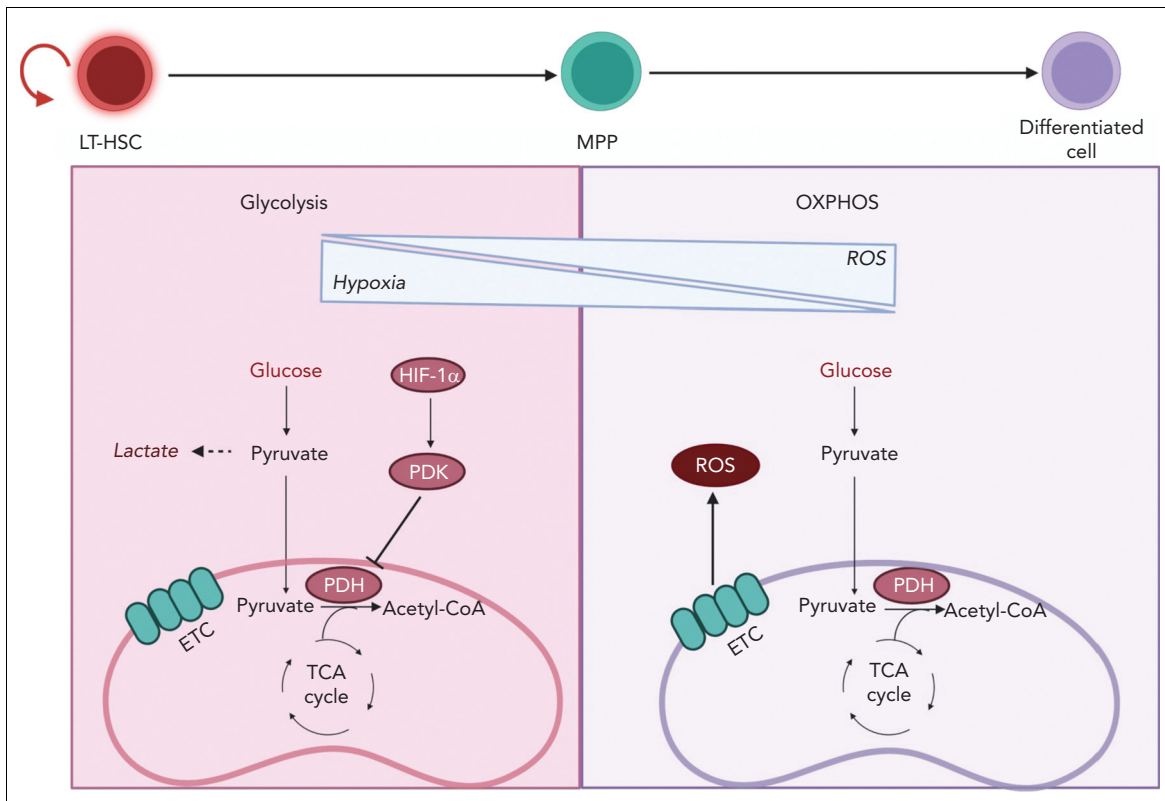 LT-HSC
MPP
Differentiated
cell
Glycolysis
OXPHOS
Hypoxia
ROS
Glucose
HIF-1α
Lactate
Pyruvate
PDK
PDH
Pyruvate
Acetyl-CoA
ETC
TCA
cycle
Glucose
ROS
Pyruvate
PDH
Pyruvate
Acetyl-CoA
ETC
TCA
cycle